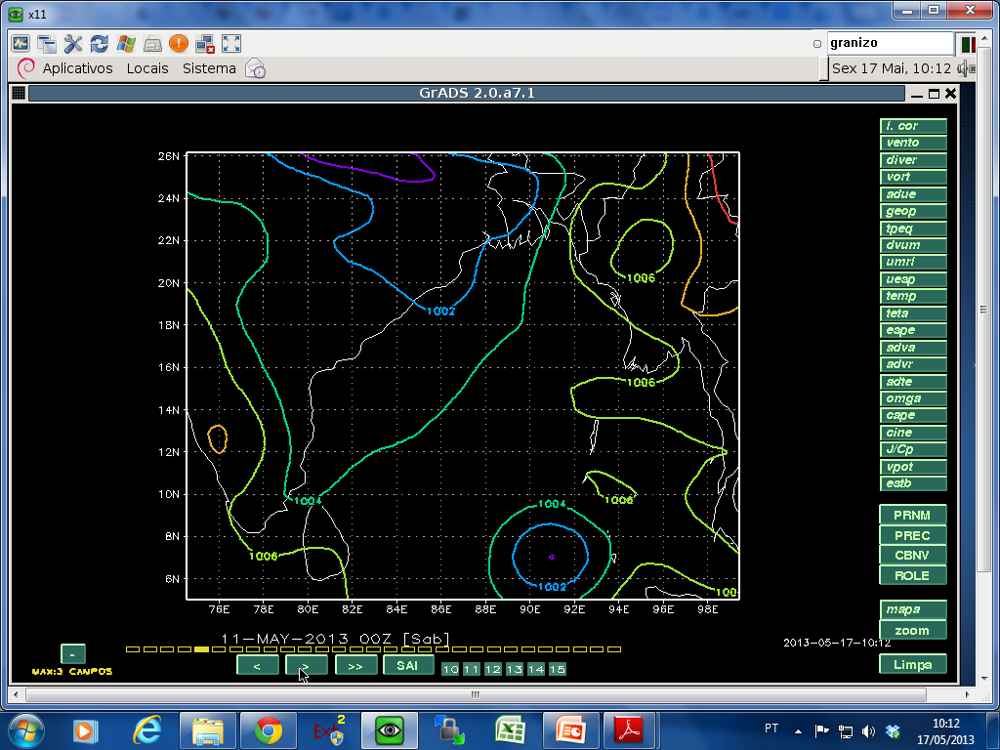 x11
granizo
Aplicativos Locais Sistema
Sex 17 Mai, 10:12
GrADS 2.0.a7.1
26N
24N
22N
20N
18N
16N
14N
12N
10N
8N
6N
76E 78E 80E 82E 84E 86E 88E 90E 92E 94E 96E 98E
1006
1002
1006
1004
1006
1004
1006
1002
100
11-MAY-2013 00Z [Sab]
2013-05-17-10:12
-
MAX:3 CAMPOS
< > >> SAI 10 11 12 13 14 15
l. cor
vento
diver
vort
adue
geop
tpeq
dvum
umrl
uesp
temp
teta
espe
adva
advr
adte
omga
cape
cine
J/Cp
vpot
estb
PRNM
PREC
CBNV
ROLE
mapa
zoom
Limpa
Ext 2
PT
10:12
17/05/2013